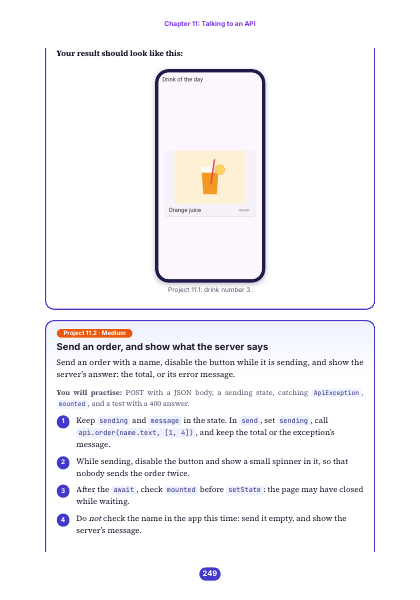 Chapter 11: Talking to an API
Your result should look like this:
Drink of the day
Orange juice
Project 11.1: drink number 3.
Project 11.2 · Medium
Send an order, and show what the server says
Send an order with a name, disable the button while it is sending, and show the
server's answer: the total, or its error message.
You will practise: POST with a JSON body, a sending state, catching ApiException,
mounted, and a test with a 400 answer.
1 Keep sending and message in the state. In send, set sending, call
api.order(name.text, [1, 4]), and keep the total or the exception's
message.
2 While sending, disable the button and show a small spinner in it, so that
nobody sends the order twice.
3 After the await, check mounted before setState: the page may have closed
while waiting.
4 Do not check the name in the app this time: send it empty, and show the
server's message.
249